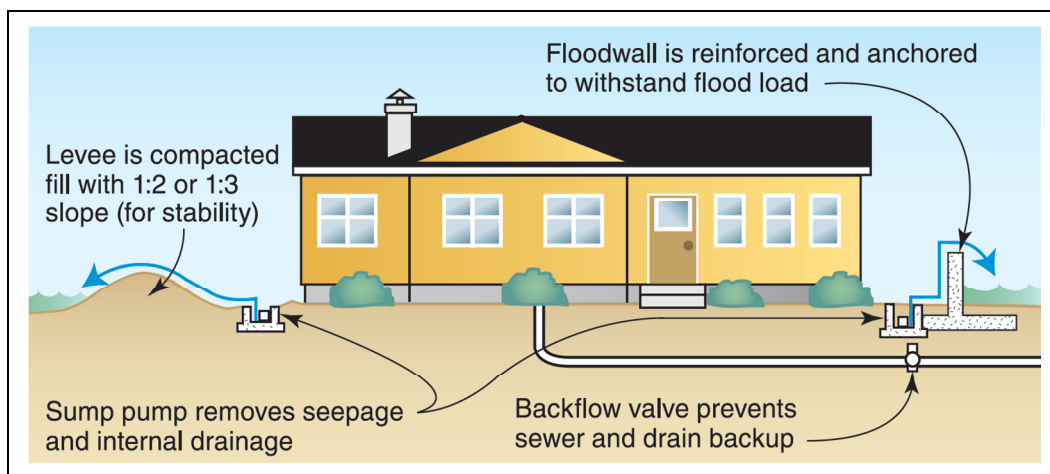 Floodwall is reinforced and anchored
to withstand flood load
Levee is compacted
fill with 1:2 or 1:3
slope (for stability)
Sump pump removes seepage
and internal drainage
Backflow valve prevents
sewer and drain backup